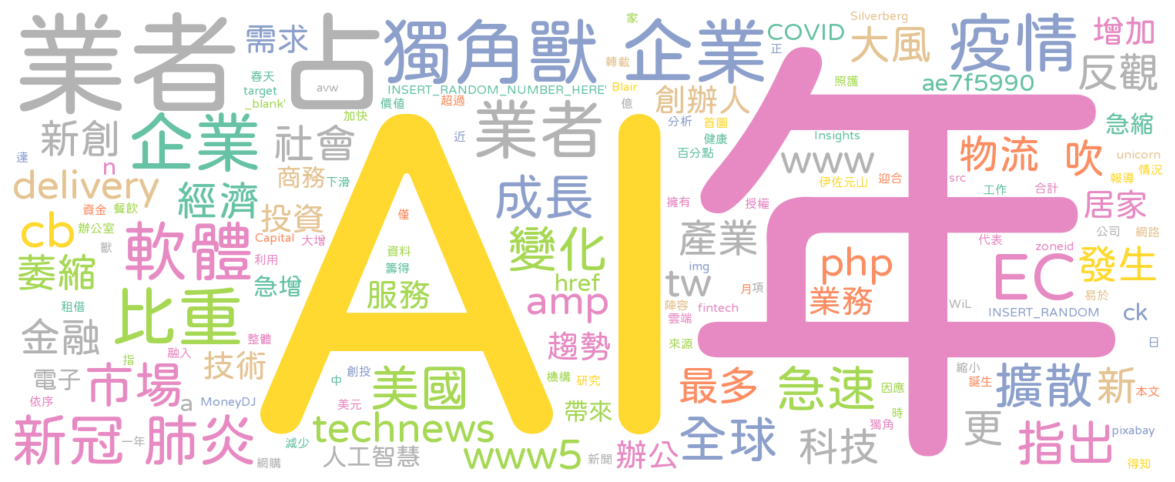 業者
占
需求
獨角獸
企業
COVID
Silverberg
大風
疫情
增加
家
正
轉載
春天
target
_blank'
avw
INSERT_RANDOM_NUMBER_HERE'
Blair
照護
ae7f5990
反觀
加快
價值
超過
億
創辦人
新創
企業
社會
業者
分析
首圖
健康
百分點
Insights
急縮
近
達
n
www
物流
吹
unicorn
情況
報導
伊佐元山
迎合
src
delivery
商務
下滑
成長
工作
合計
經濟
資金
餐飲
投資
僅
擁有
授權
居家
AI
年
cb
辦公室
獸
軟體
Capital
大增
利用
變化
產業
代表
公司
網路
zoneid
資料
籌得
萎縮
急增
服務
href
img
tw
php
EC
發生
月
項
租借
比重
amp
陣容
雲端
fintech
業務
WiL
易於
INSERT_RANDOM
ck
金融
整體
趨勢
來源
日
指
融入
技術
電子
市場
中
創投
美國
機構
研究
最多
急速
因應
縮小
誕生
擴散
新
本文
依序
a
MoneyDJ
美元
帶來
時
獨角
新冠
肺炎
一年
減少
technews
全球
科技
更
指出
pixabay
網購
人工智慧
www5
新聞
辦公
得知